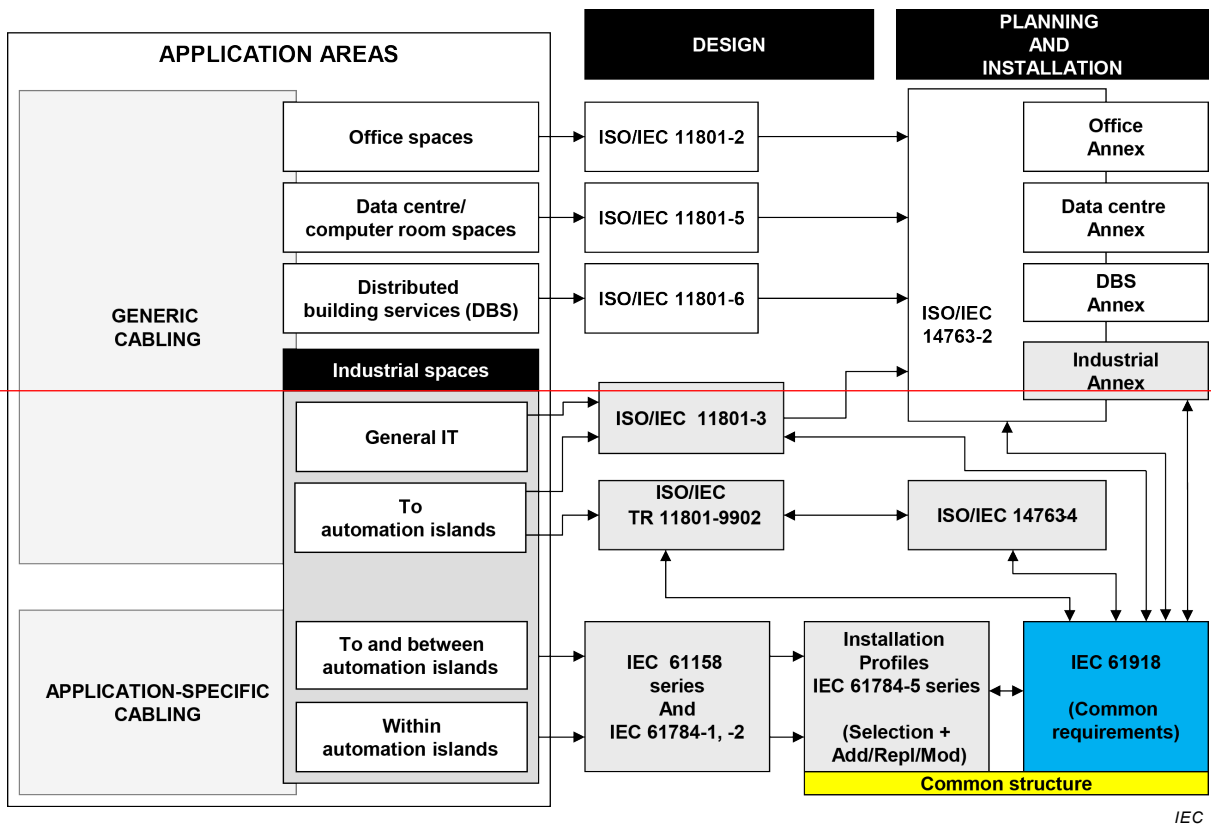 APPLICATION AREAS
DESIGN
PLANNING
AND
INSTALLATION
GENERIC
CABLING
Office spaces
ISO/IEC 11801-2
Office
Annex
Data centre/
computer room spaces
ISO/IEC 11801-5
Data centre
Annex
Distributed
building services (DBS)
ISO/IEC 11801-6
DBS
Annex
ISO/IEC
14763-2
Industrial spaces
Industrial
Annex
General IT
ISO/IEC 11801-3
To
automation islands
ISO/IEC
TR 11801-9902
ISO/IEC 14763-4
APPLICATION-SPECIFIC
CABLING
To and between
automation islands
Within
automation islands
IEC 61158
series
And
IEC 61784-1, -2
Installation
Profiles
IEC 61784-5 series
(Selection +
Add/Repl/Mod)
IEC 61918
(Common
requirements)
Common structure
IEC